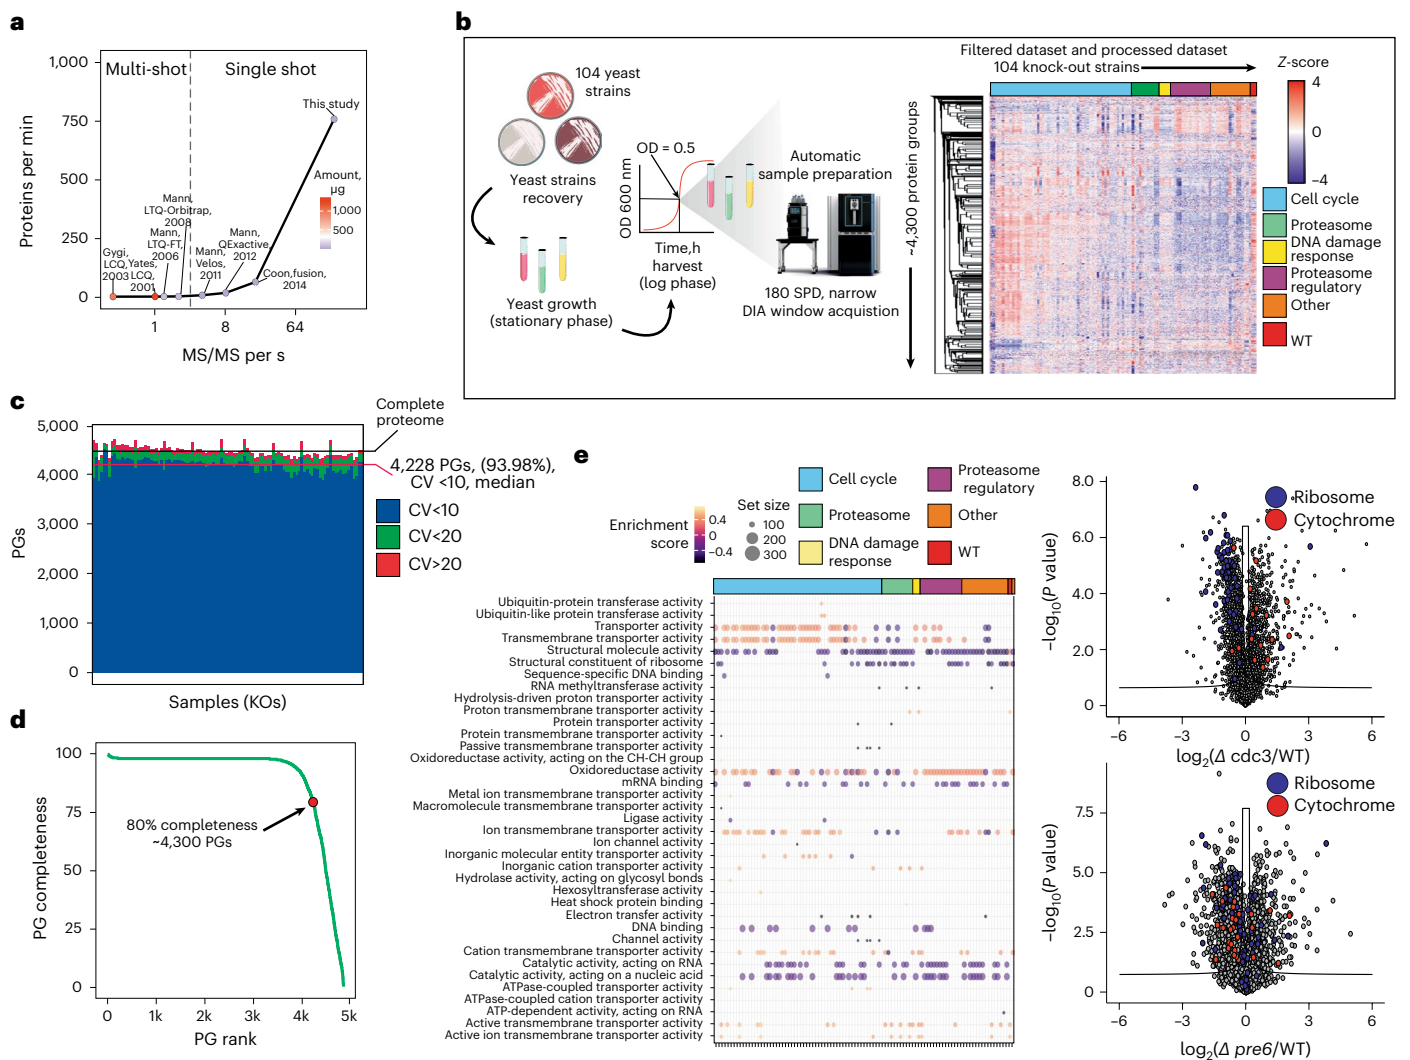 a
1,000
750
500
250
0
Proteins per min
Multi-shot
Single shot
This study
Amount,
µg
1,000
500
Mann,
LTQ-Orbitrap,
2008
Mann,
LTQ-FT,
2006
Gygi,
LCQ,
2003
Yates,
LCQ,
2001
Mann,
Velos,
2011
Mann,
QExactive,
2012
Coon,fusion,
2014
1
8
64
MS/MS per s
b
104 yeast
strains
Yeast strains
recovery
Yeast growth
(stationary phase)
OD = 0.5
OD 600 nm
Time,h
harvest
(log phase)
Automatic
sample preparation
180 SPD, narrow
DIA window acquistion
Filtered dataset and processed dataset
104 knock-out strains
~4,300 protein groups
Z-score
4
0
−4
Cell cycle
Proteasome
DNA damage
response
Proteasome
regulatory
Other
WT
c
5,000
4,000
3,000
2,000
1,000
0
PGs
Samples (KOs)
Complete
proteome
4,228 PGs, (93.98%),
CV <10, median
CV<10
CV<20
CV>20
d
100
75
50
25
0
PG completeness
80% completeness
~4,300 PGs
0
1k
2k
3k
4k
5k
PG rank
e
Enrichment
score
0.4
0
−0.4
Set size
100
200
300
Cell cycle
Proteasome
DNA damage
response
Proteasome
regulatory
Other
WT
Ubiquitin-protein transferase activity
Ubiquitin-like protein transferase activity
Transporter activity
Transmembrane transporter activity
Structural molecule activity
Structural constituent of ribosome
Sequence-specific DNA binding
RNA methyltransferase activity
Hydrolysis-driven proton transporter activity
Proton transmembrane transporter activity
Protein transporter activity
Protein transmembrane transporter activity
Passive transmembrane transporter activity
Oxidoreductase activity, acting on the CH-CH group
Oxidoreductase activity
mRNA binding
Metal ion transmembrane transporter activity
Macromolecule transmembrane transporter activity
Ligase activity
Ion transmembrane transporter activity
Ion channel activity
Inorganic molecular entity transporter activity
Inorganic cation transporter activity
Hydrolase activity, acting on glycosyl bonds
Hexosyltransferase activity
Heat shock protein binding
Electron transfer activity
DNA binding
Channel activity
Cation transmembrane transporter activity
Catalytic activity, acting on RNA
Catalytic activity, acting on a nucleic acid
ATPase-coupled transporter activity
ATPase-coupled cation transporter activity
ATP-dependent activity, acting on RNA
Active transmembrane transporter activity
Active ion transmembrane transporter activity
8.0
6.0
4.0
2.0
0
−log10(P value)
Ribosome
Cytochrome
−6
−3
0
3
6
log2(Δ cdc3/WT)
7.5
5.0
2.5
0
−log10(P value)
Ribosome
Cytochrome
−6
−3
0
3
6
log2(Δ pre6/WT)